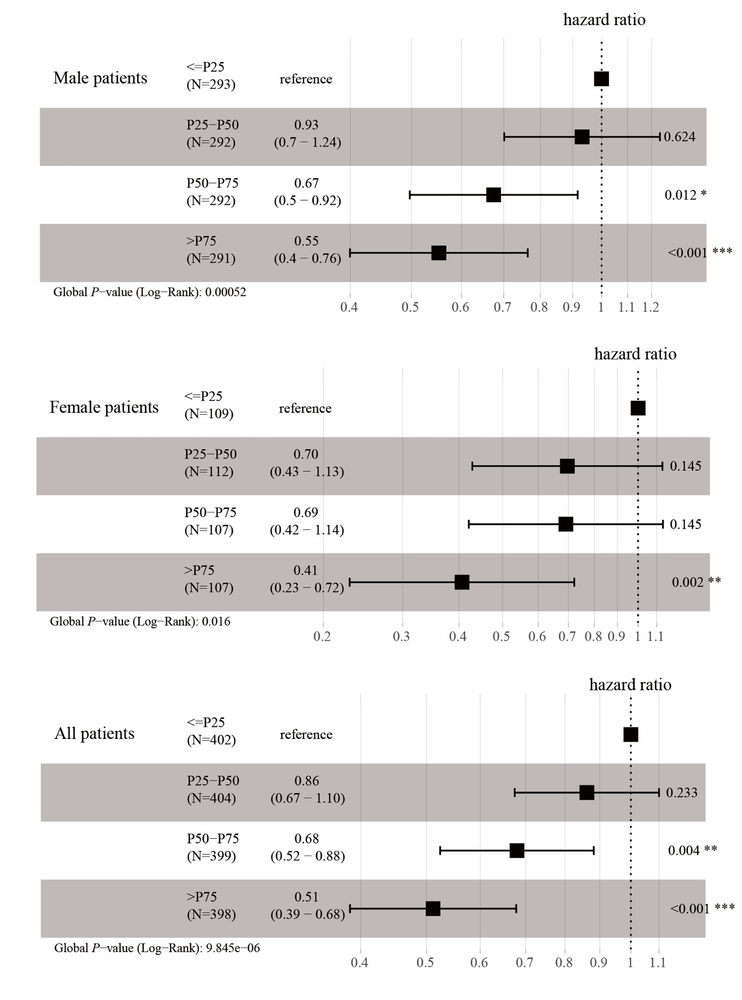 hazard ratio
<=P25
Male patients
(N=293)
reference
P25−P50
(N=292)
0.93
(0.7 − 1.24)
0.624
P50−P75
(N=292)
0.67
(0.5 − 0.92)
0.012 *
>P75
(N=291)
0.55
(0.4 − 0.76)
<0.001 ***
Global P−value (Log−Rank): 0.00052
0.4 0.5 0.6 0.7 0.8 0.9 1 1.1 1.2
hazard ratio
<=P25
Female patients
(N=109)
reference
P25−P50
(N=112)
0.70
(0.43 − 1.13)
0.145
P50−P75
(N=107)
0.69
(0.42 − 1.14)
0.145
>P75
(N=107)
0.41
(0.23 − 0.72)
0.002 **
Global P−value (Log−Rank): 0.016
0.2 0.3 0.4 0.5 0.6 0.7 0.8 0.9 1 1.1
hazard ratio
<=P25
All patients
(N=402)
reference
P25−P50
(N=404)
0.86
(0.67 − 1.10)
0.233
P50−P75
(N=399)
0.68
(0.52 − 0.88)
0.004 **
>P75
(N=398)
0.51
(0.39 − 0.68)
<0.001 ***
Global P−value (Log−Rank): 9.845e−06
0.4 0.5 0.6 0.7 0.8 0.9 1 1.1